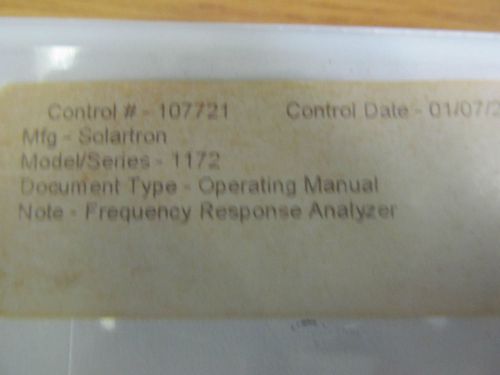 Control # - 107721 Control Date - 01/07/2
Mfg - Solartron
Model/Series - 1172
Document Type - Operating Manual
Note - Frequency Response Analyzer